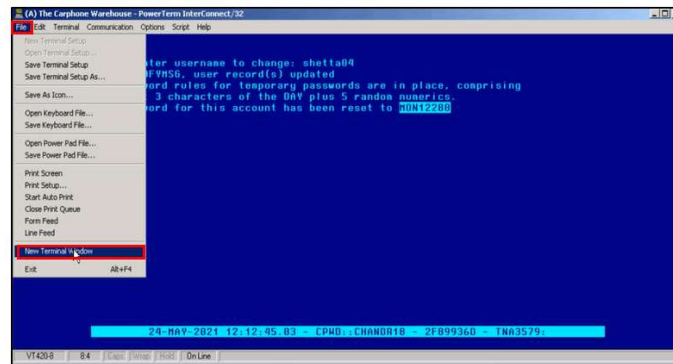 (A) The Carphone Warehouse - PowerTerm InterConnect/32
File Edit Terminal Communication Options Script Help
New Terminal Setup
Open Terminal Setup...
Save Terminal Setup
Save Terminal Setup As...
Save As Icon...
Open Keyboard File...
Save Keyboard File...
Open Power Pad File...
Save Power Pad File...
Print Screen
Print Setup...
Start Auto Print
Close Print Queue
Form Feed
Line Feed
New Terminal Window
Exit Alt+F4
ter username to change: shetta04
FYMSG, user record(s) updated
ord rules for temporary passwords are in place, comprising
3 characters of the DAY plus 5 random numerics.
ord for this account has been reset to MON12280
24-MAY-2021 12:12:45.03 - CPWD::CHANDR18 - 2F89936D - TNA3579:
VT420-8 8:4 Caps Wrap Hold On Line